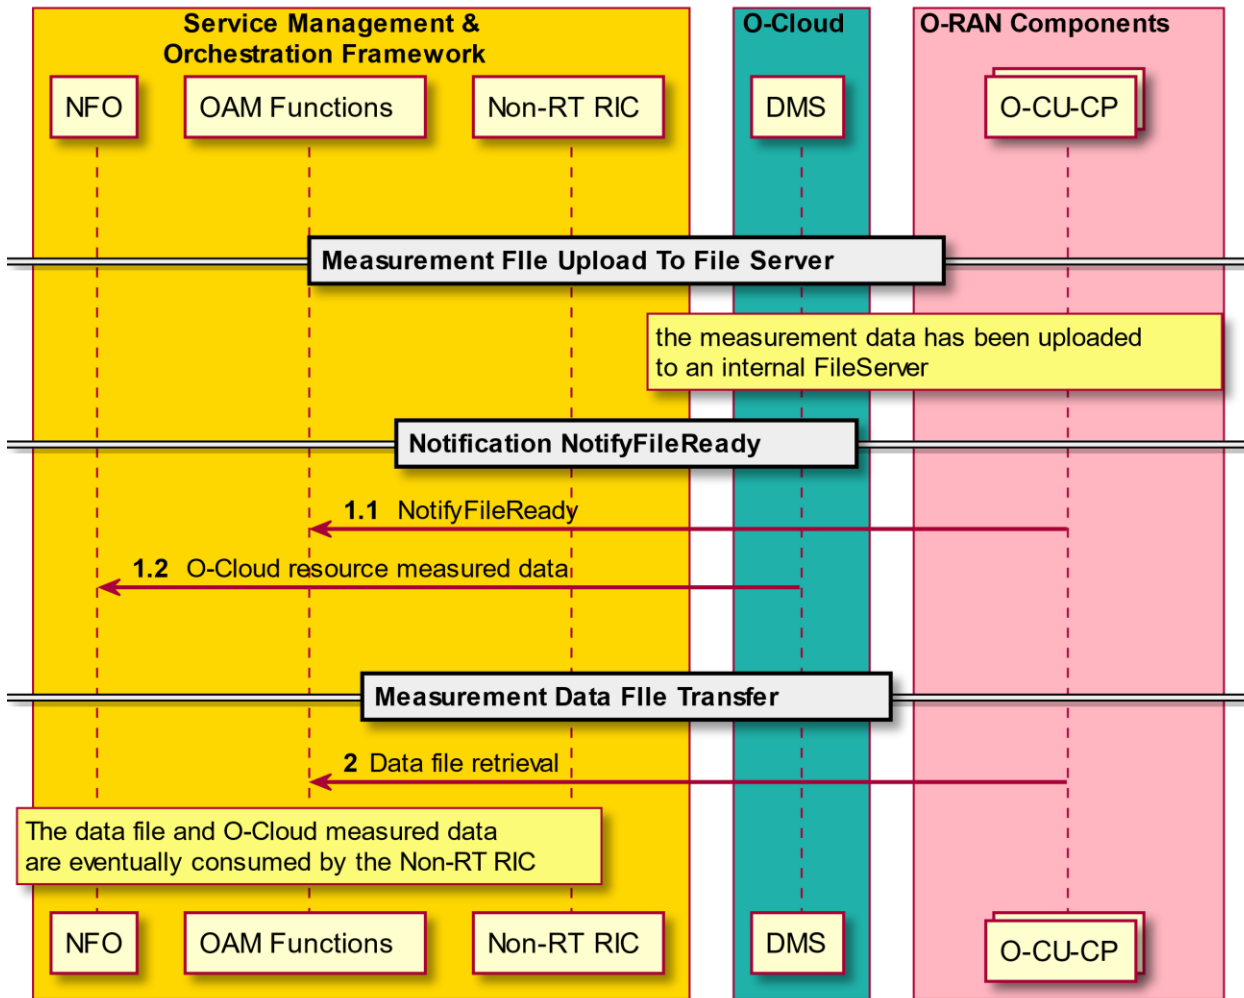 Service Management &
Orchestration Framework
O-Cloud
O-RAN Components
NFO
OAM Functions
Non-RT RIC
DMS
O-CU-CP
Measurement FIle Upload To File Server
the measurement data has been uploaded
to an internal FileServer
Notification NotifyFileReady
1.1 NotifyFileReady
1.2 O-Cloud resource measured data
Measurement Data FIle Transfer
2 Data file retrieval
The data file and O-Cloud measured data
are eventually consumed by the Non-RT RIC
NFO
OAM Functions
Non-RT RIC
DMS
O-CU-CP